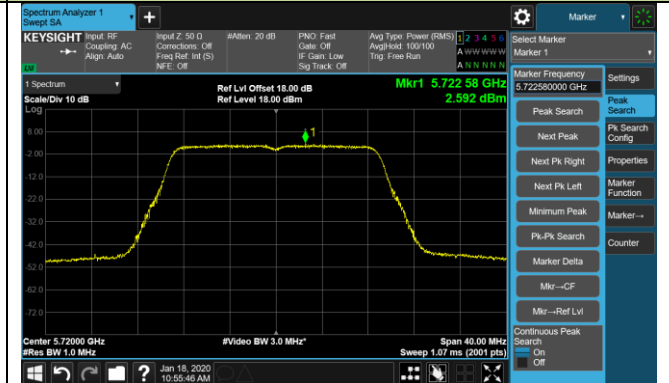 Spectrum Analyzer 1
Swept SA
+
Marker
KEYSIGHT
Input: RF
Coupling: AC
Align: Auto
Input Z: 50 Ω
Corrections: Off
Freq Ref: Int (S)
NFE: Off
#Atten: 20 dB
PNO: Fast
Gate: Off
IF Gain: Low
Sig Track: Off
Avg Type: Power (RMS)
Avg|Hold: 100/100
Trig: Free Run
1 2 3 4 5 6
A W W W W W
A N N N N N
Select Marker
Marker 1
LXI
1 Spectrum
Scale/Div 10 dB
Log
Ref Lvl Offset 18.00 dB
Ref Level 18.00 dBm
Mkr1 5.722 58 GHz
2.592 dBm
1
8.00
-2.00
-12.0
-22.0
-32.0
-42.0
-52.0
-62.0
-72.0
Center 5.72000 GHz
#Res BW 1.0 MHz
#Video BW 3.0 MHz*
Span 40.00 MHz
Sweep 1.07 ms (2001 pts)
Marker Frequency
5.722580000 GHz
Peak Search
Next Peak
Next Pk Right
Next Pk Left
Minimum Peak
Pk-Pk Search
Marker Delta
Mkr→CF
Mkr→Ref Lvl
Continuous Peak
Search
On
Off
Settings
Peak
Search
Pk Search
Config
Properties
Marker
Function
Marker→
Counter
?
Jan 18, 2020
10:55:46 AM